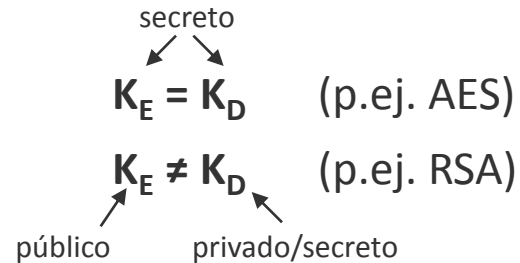 secreto
K_E = K_D (p.ej. AES)
K_E ≠ K_D (p.ej. RSA)
público privado/secreto